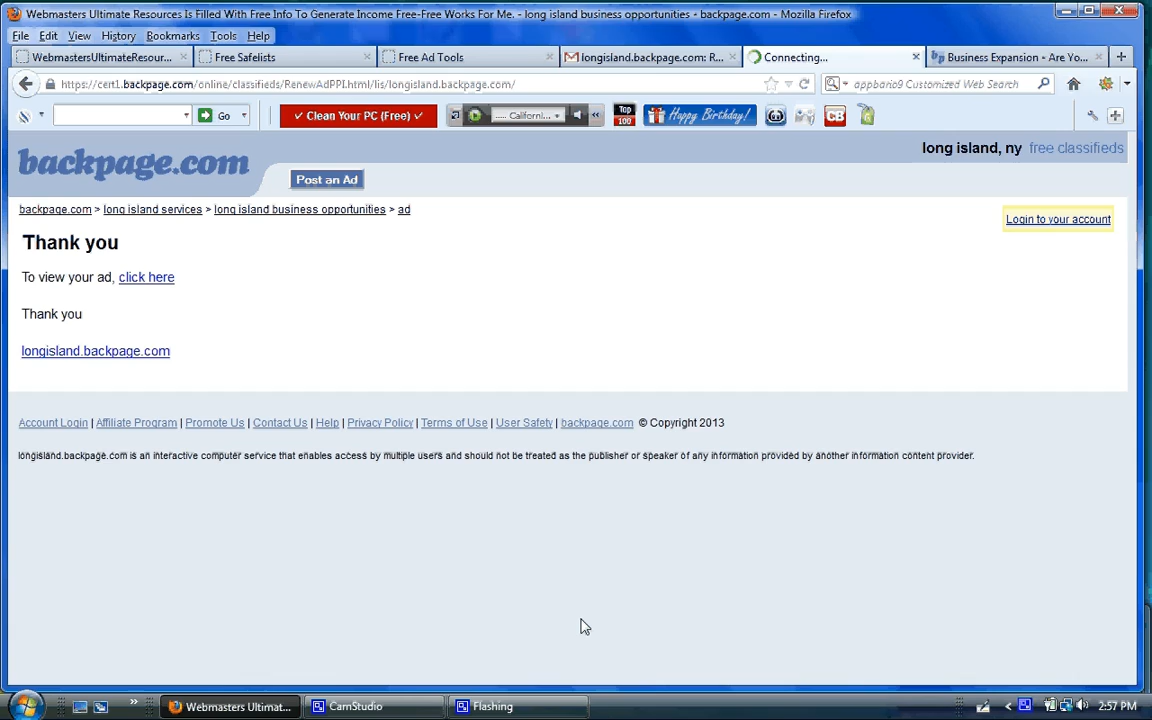 Webmasters Ultimate Resources Is Filled With Free Info To Generate Income Free-Free Works For Me. - long island business opportunities - backpage.com - Mozilla Firefox
File Edit View History Bookmarks Tools Help
WebmastersUltimateResour... Free Safelists Free Ad Tools longisland.backpage.com: R... Connecting... Business Expansion - Are Yo...
https://cert1.backpage.com/online/classifieds/RenewAdPPI.html/lis/longisland.backpage.com/ appbario9 Customized Web Search
Go ✓ Clean Your PC (Free) ✓ ..... Californi... Top 100 Happy Birthday! CB
backpage.com
long island, ny free classifieds
Post an Ad
backpage.com > long island services > long island business opportunities > ad
Login to your account
Thank you
To view your ad, click here
Thank you
longisland.backpage.com
Account Login | Affiliate Program | Promote Us | Contact Us | Help | Privacy Policy | Terms of Use | User Safety | backpage.com © Copyright 2013
longisland.backpage.com is an interactive computer service that enables access by multiple users and should not be treated as the publisher or speaker of any information provided by another information content provider.
Webmasters Ultimat... CamStudio Flashing 2:57 PM